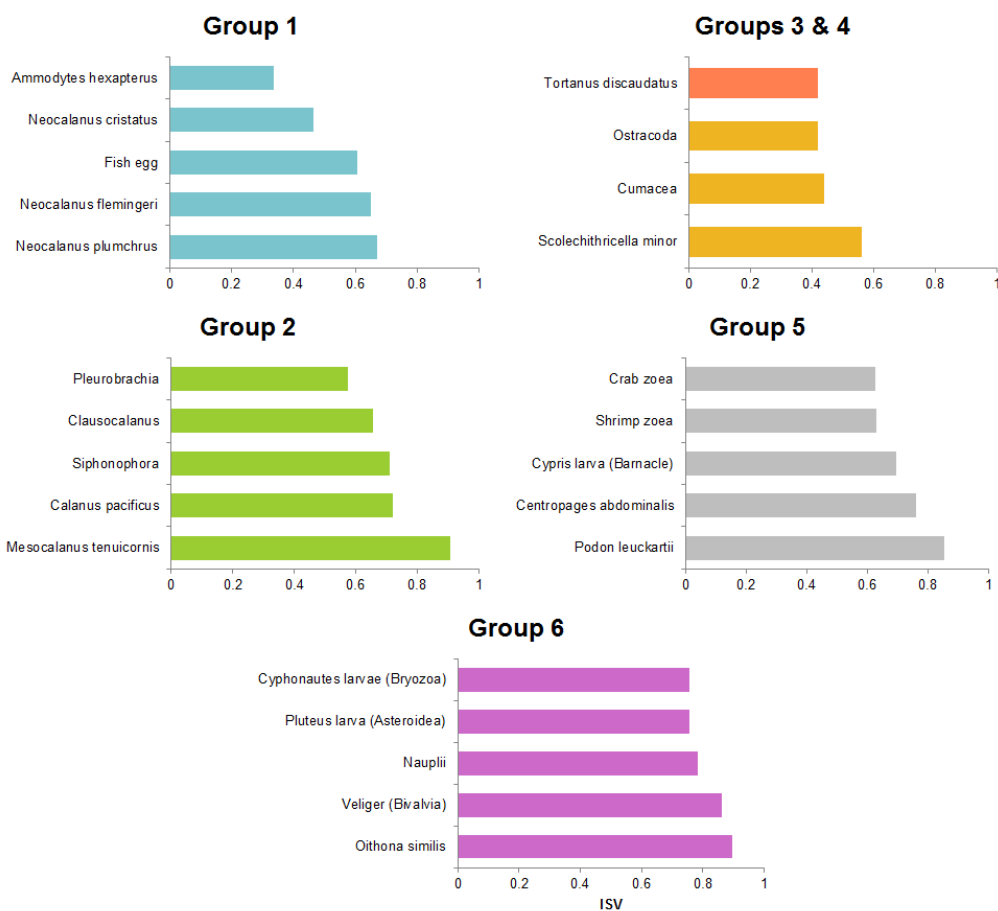 Group 1
Ammodytes hexapterus
Neocalanus cristatus
Fish egg
Neocalanus flemingeri
Neocalanus plumchrus
0 0.2 0.4 0.6 0.8 1
Groups 3 & 4
Tortanus discaudatus
Ostracoda
Cumacea
Scolechithricella minor
0 0.2 0.4 0.6 0.8 1
Group 2
Pleurobrachia
Clausocalanus
Siphonophora
Calanus pacificus
Mesocalanus tenuicornis
0 0.2 0.4 0.6 0.8 1
Group 5
Crab zoea
Shrimp zoea
Cypris larva (Barnacle)
Centropages abdominalis
Podon leuckartii
0 0.2 0.4 0.6 0.8 1
Group 6
Cyphonautes larvae (Bryozoa)
Pluteus larva (Asteroidea)
Nauplii
Veliger (Bivalvia)
Oithona similis
0 0.2 0.4 0.6 0.8 1
ISV